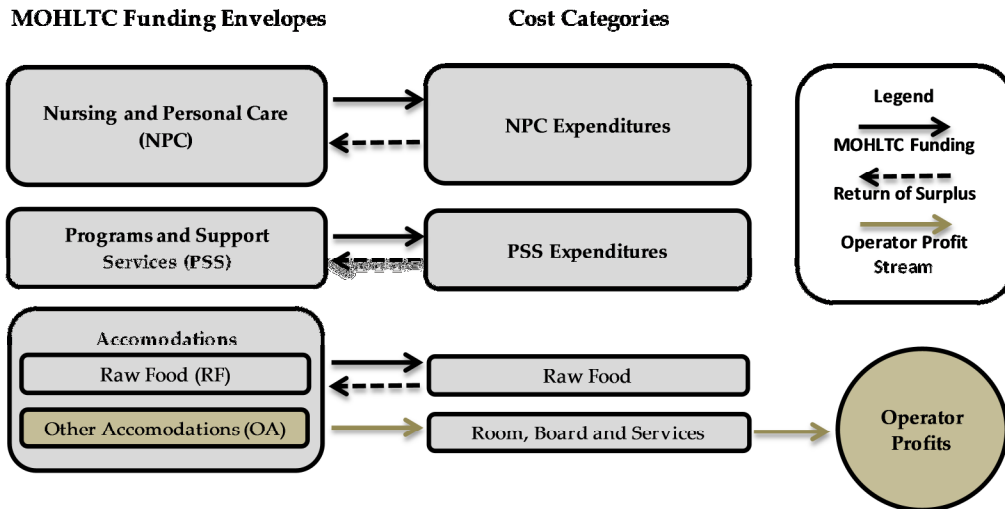 MOHLTC Funding Envelopes
Cost Categories
Nursing and Personal Care
(NPC)
NPC Expenditures
Programs and Support
Services (PSS)
PSS Expenditures
Accomodations
Raw Food (RF)
Raw Food
Other Accomodations (OA)
Room, Board and Services
Operator
Profits
Legend
MOHLTC Funding
Return of Surplus
Operator Profit
Stream